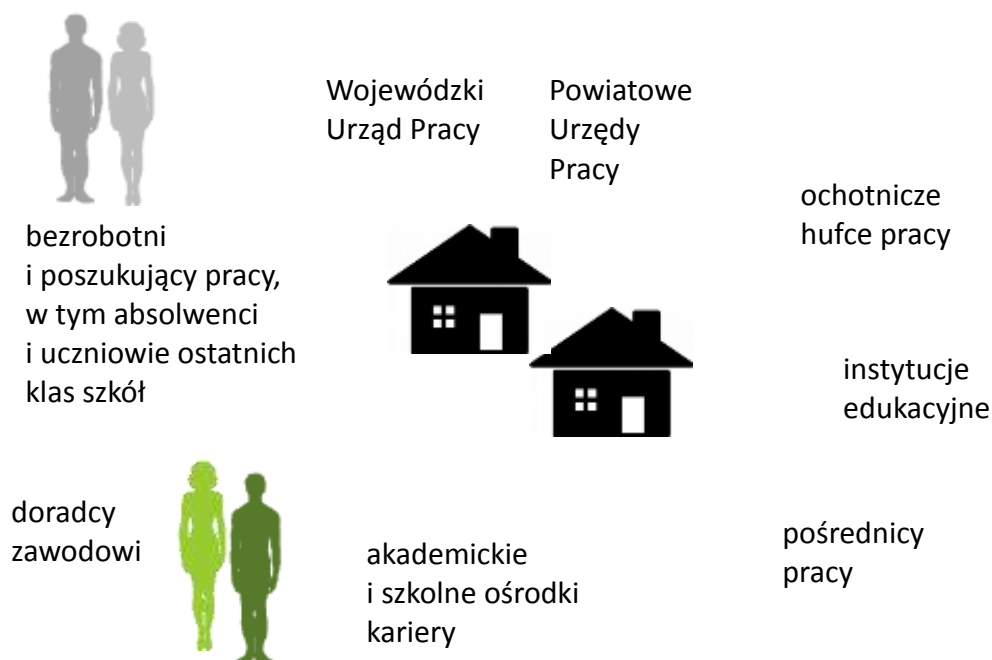 Wojewódzki
Urząd Pracy
Powiatowe
Urzędy
Pracy
ochotnicze
hufce pracy
bezrobotni
i poszukujący pracy,
w tym absolwenci
i uczniowie ostatnich
klas szkół
instytucje
edukacyjne
doradcy
zawodowi
akademickie
i szkolne ośrodki
kariery
pośrednicy
pracy